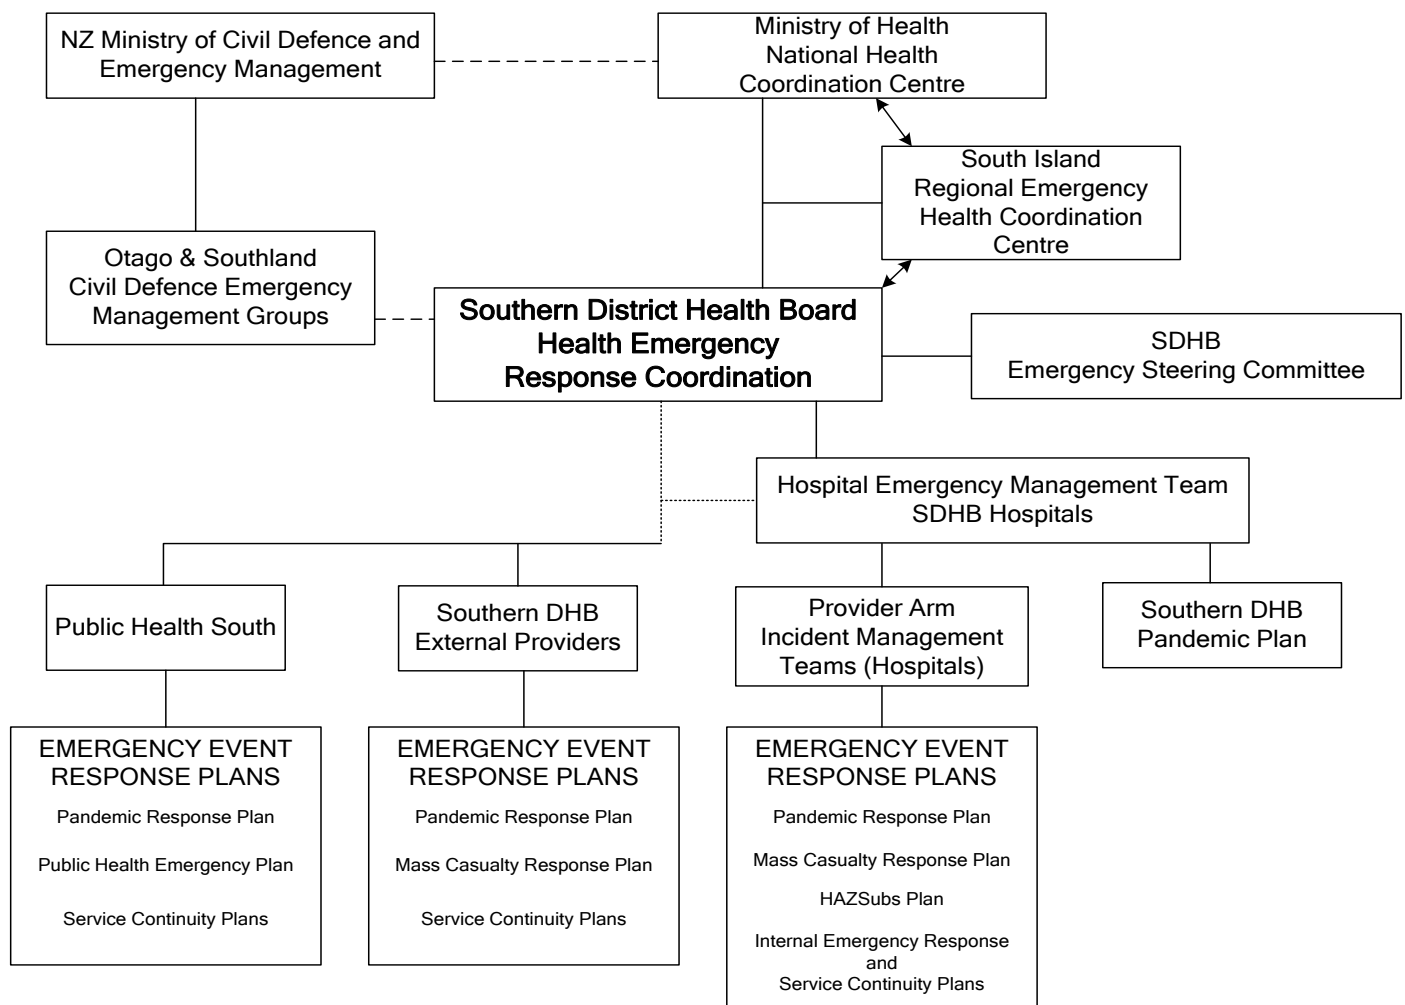 NZ Ministry of Civil Defence and
Emergency Management
Ministry of Health
National Health
Coordination Centre
South Island
Regional Emergency
Health Coordination
Centre
Otago & Southland
Civil Defence Emergency
Management Groups
Southern District Health Board
Health Emergency
Response Coordination
SDHB
Emergency Steering Committee
Hospital Emergency Management Team
SDHB Hospitals
Public Health South
Southern DHB
External Providers
Provider Arm
Incident Management
Teams (Hospitals)
Southern DHB
Pandemic Plan
EMERGENCY EVENT
RESPONSE PLANS
Pandemic Response Plan
Public Health Emergency Plan
Service Continuity Plans
EMERGENCY EVENT
RESPONSE PLANS
Pandemic Response Plan
Mass Casualty Response Plan
Service Continuity Plans
EMERGENCY EVENT
RESPONSE PLANS
Pandemic Response Plan
Mass Casualty Response Plan
HAZSubs Plan
Internal Emergency Response
and
Service Continuity Plans